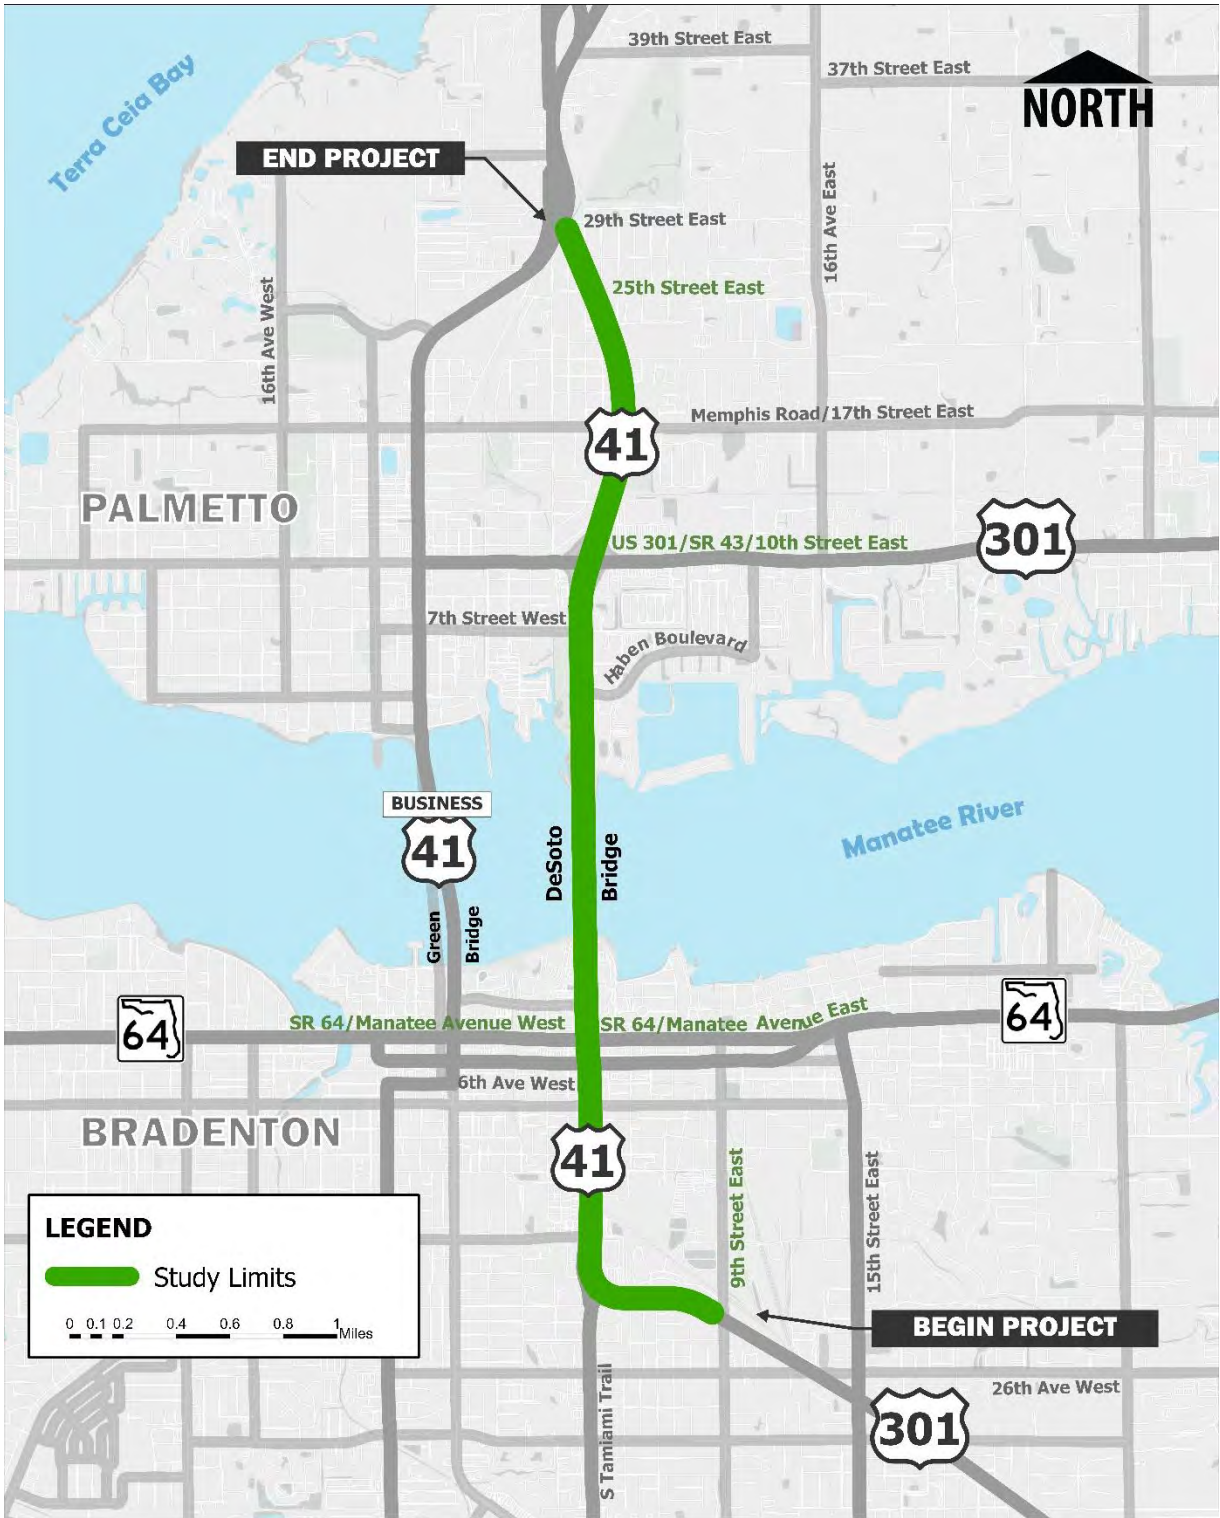 39th Street East
37th Street East
NORTH
Terra Ceia Bay
END PROJECT
29th Street East
16th Ave East
25th Street East
16th Ave West
Memphis Road/17th Street East
41
PALMETTO
301
US 301/SR 43/10th Street East
7th Street West
Haben Boulevard
BUSINESS
41
DeSoto
Bridge
Manatee River
Green
Bridge
64
SR 64/Manatee Avenue West
SR 64/Manatee Avenue East
64
6th Ave West
BRADENTON
41
9th Street East
15th Street East
LEGEND
Study Limits
0 0.1 0.2 0.4 0.6 0.8 1
Miles
BEGIN PROJECT
26th Ave West
S Tamiami Trail
301